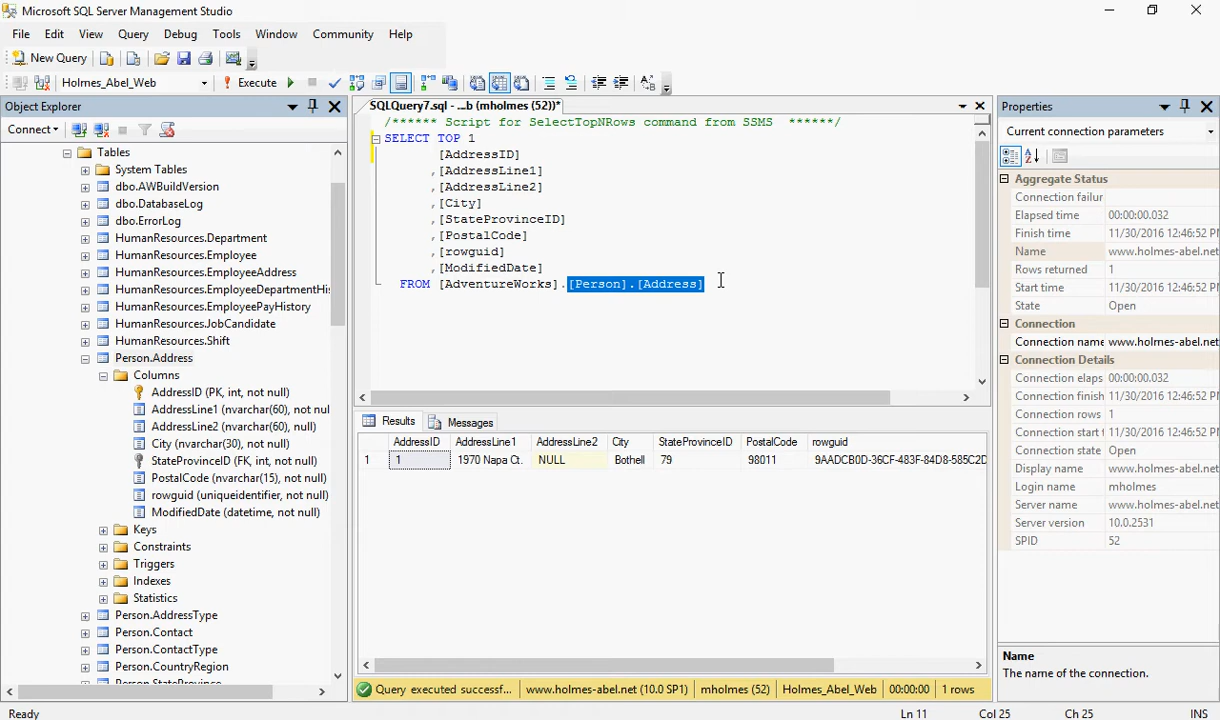 Microsoft SQL Server Management Studio
File Edit View Query Debug Tools Window Community Help
New Query
Holmes_Abel_Web Execute
Object Explorer
Connect
Tables
System Tables
dbo.AWBuildVersion
dbo.DatabaseLog
dbo.ErrorLog
HumanResources.Department
HumanResources.Employee
HumanResources.EmployeeAddress
HumanResources.EmployeeDepartmentHis
HumanResources.EmployeePayHistory
HumanResources.JobCandidate
HumanResources.Shift
Person.Address
Columns
AddressID (PK, int, not null)
AddressLine1 (nvarchar(60), not nul
AddressLine2 (nvarchar(60), null)
City (nvarchar(30), not null)
StateProvinceID (FK, int, not null)
PostalCode (nvarchar(15), not null)
rowguid (uniqueidentifier, not null)
ModifiedDate (datetime, not null)
Keys
Constraints
Triggers
Indexes
Statistics
Person.AddressType
Person.Contact
Person.ContactType
Person.CountryRegion
SQLQuery7.sql - ...b (mholmes (52))*
/****** Script for SelectTopNRows command from SSMS ******/
SELECT TOP 1
[AddressID]
,[AddressLine1]
,[AddressLine2]
,[City]
,[StateProvinceID]
,[PostalCode]
,[rowguid]
,[ModifiedDate]
FROM [AdventureWorks].[Person].[Address]
Results Messages
AddressID AddressLine1 AddressLine2 City StateProvinceID PostalCode rowguid
1 1 1970 Napa Ct. NULL Bothell 79 98011 9AADCB0D-36CF-483F-84D8-585C2D
Query executed successf... www.holmes-abel.net (10.0 SP1) mholmes (52) Holmes_Abel_Web 00:00:00 1 rows
Properties
Current connection parameters
Aggregate Status
Connection failur
Elapsed time 00:00:00.032
Finish time 11/30/2016 12:46:52 PM
Name www.holmes-abel.net
Rows returned 1
Start time 11/30/2016 12:46:52 PM
State Open
Connection
Connection name www.holmes-abel.net
Connection Details
Connection elaps 00:00:00.032
Connection finish 11/30/2016 12:46:52 P
Connection rows 1
Connection start t 11/30/2016 12:46:52 P
Connection state Open
Display name www.holmes-abel.net
Login name mholmes
Server name www.holmes-abel.net
Server version 10.0.2531
SPID 52
Name
The name of the connection.
Ready Ln 11 Col 25 Ch 25 INS